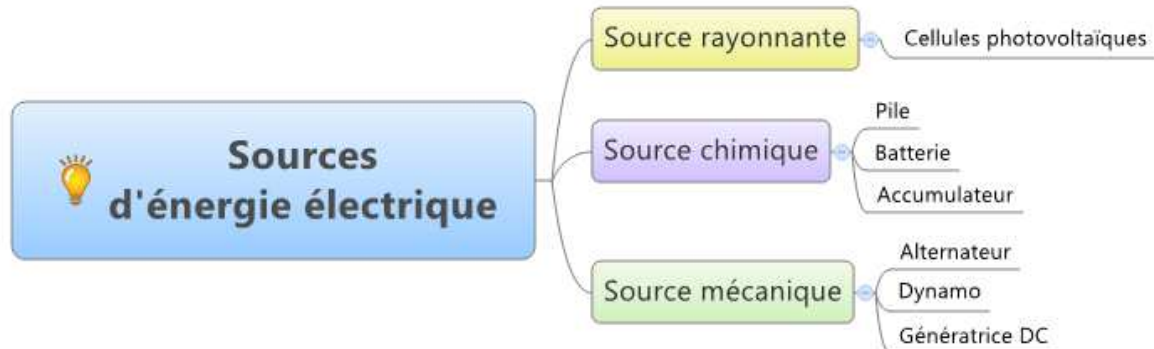 Sources
d'énergie électrique
Source rayonnante
Cellules photovoltaïques
Source chimique
Pile
Batterie
Accumulateur
Source mécanique
Alternateur
Dynamo
Génératrice DC